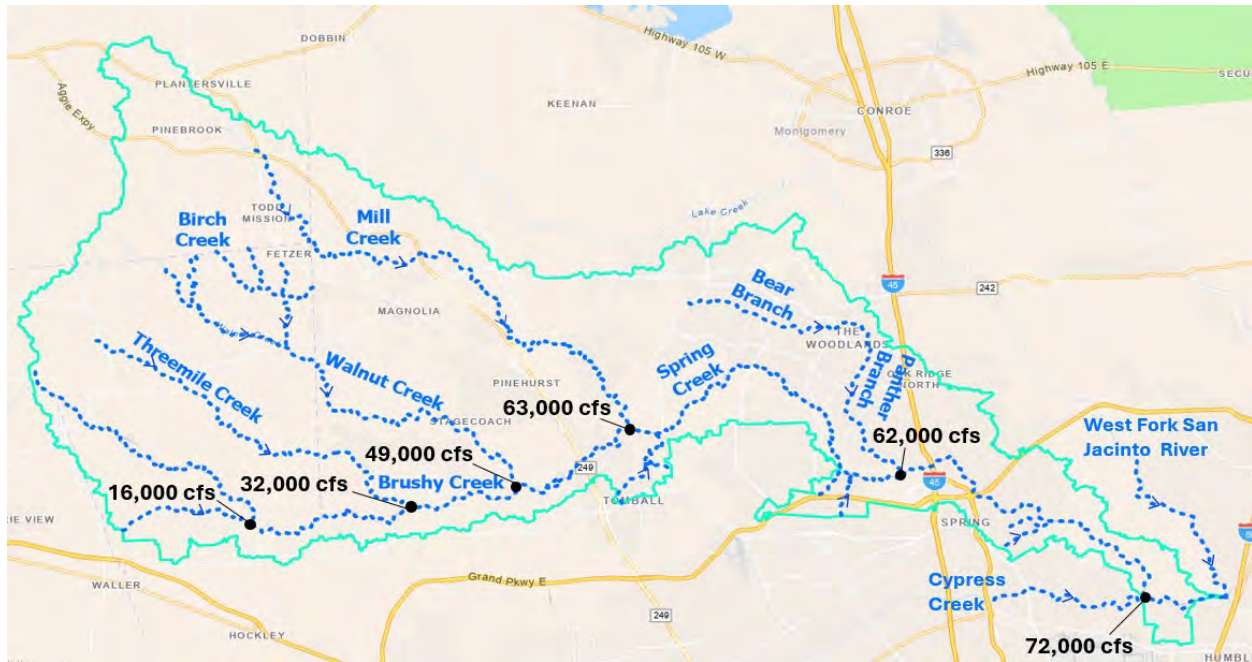 DOBBIN
Highway 105 W
Highway 105 E
SECU
PLANTERSVILLE
Aggie Expy
KEENAN
CONROE
PINEBROOK
Montgomery
336
TODD
MISSION
Birch
Creek
Mill
Creek
Lake Creek
FETZER
45
Bear
Branch
242
MAGNOLIA
THE
WOODLANDS
Threemile Creek
Walnut Creek
Spring
Creek
Panther
Branch
OAK RIDGE
NORTH
PINEHURST
63,000 cfs
STAGECOACH
West Fork San
Jacinto River
62,000 cfs
49,000 cfs
249
32,000 cfs
Brushy Creek
45
16,000 cfs
TOMBALL
RIE VIEW
SPRING
WALLER
Grand Pkwy E
Cypress
Creek
249
HOCKLEY
72,000 cfs
HUMBLE